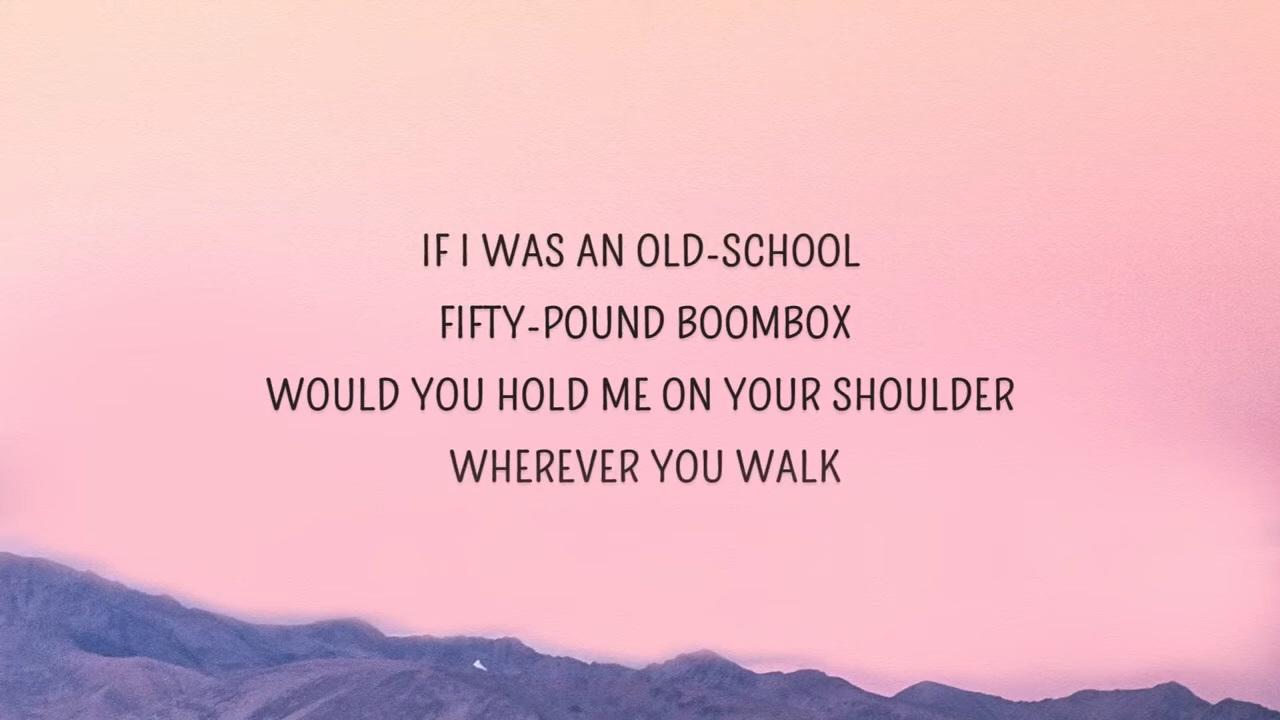 IF I WAS AN OLD-SCHOOL
FIFTY-POUND BOOMBOX
WOULD YOU HOLD ME ON YOUR SHOULDER
WHEREVER YOU WALK